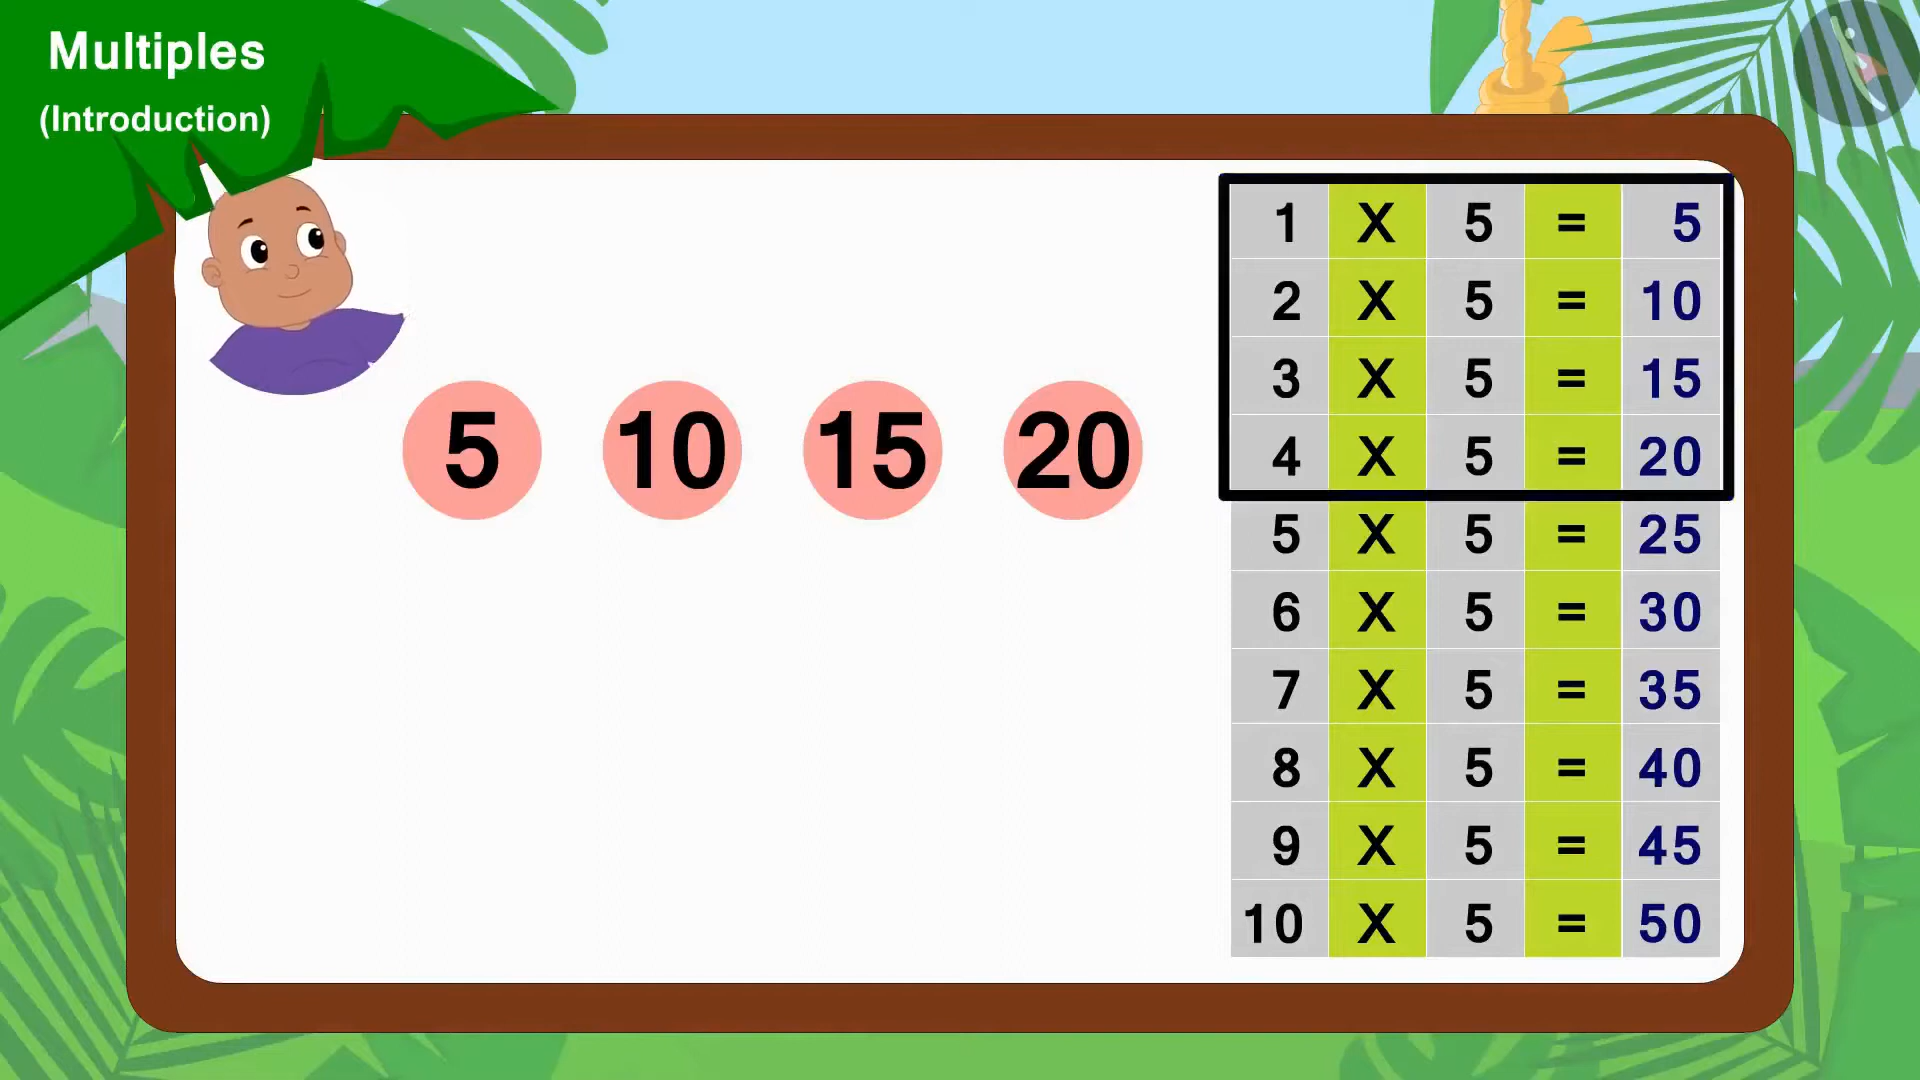 Multiples
(Introduction)
5 10 15 20
1 X 5 = 5
2 X 5 = 10
3 X 5 = 15
4 X 5 = 20
5 X 5 = 25
6 X 5 = 30
7 X 5 = 35
8 X 5 = 40
9 X 5 = 45
10 X 5 = 50